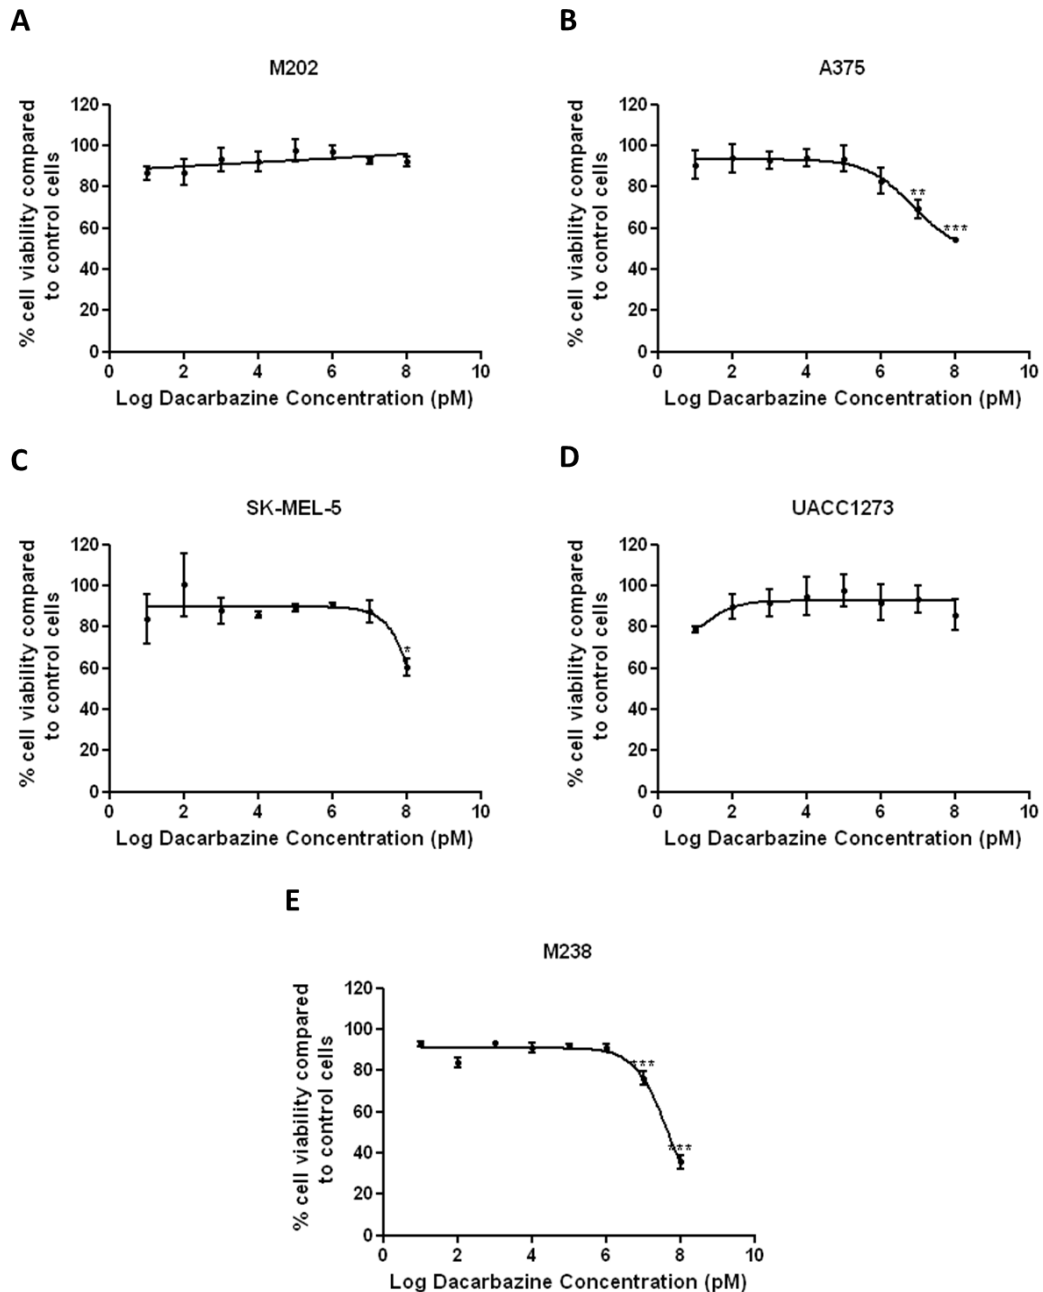 A
M202
% cell viability compared
to control cells
120
100
80
60
40
20
0
0
2
4
6
8
10
Log Dacarbazine Concentration (pM)
B
A375
% cell viability compared
to control cells
120
100
80
60
40
20
0
**
***
0
2
4
6
8
10
Log Dacarbazine Concentration (pM)
C
SK-MEL-5
% cell viability compared
to control cells
120
100
80
60
40
20
0
*
0
2
4
6
8
10
Log Dacarbazine Concentration (pM)
D
UACC1273
% cell viability compared
to control cells
120
100
80
60
40
20
0
0
2
4
6
8
10
Log Dacarbazine Concentration (pM)
E
M238
% cell viability compared
to control cells
120
100
80
60
40
20
0
***
***
0
2
4
6
8
10
Log Dacarbazine Concentration (pM)